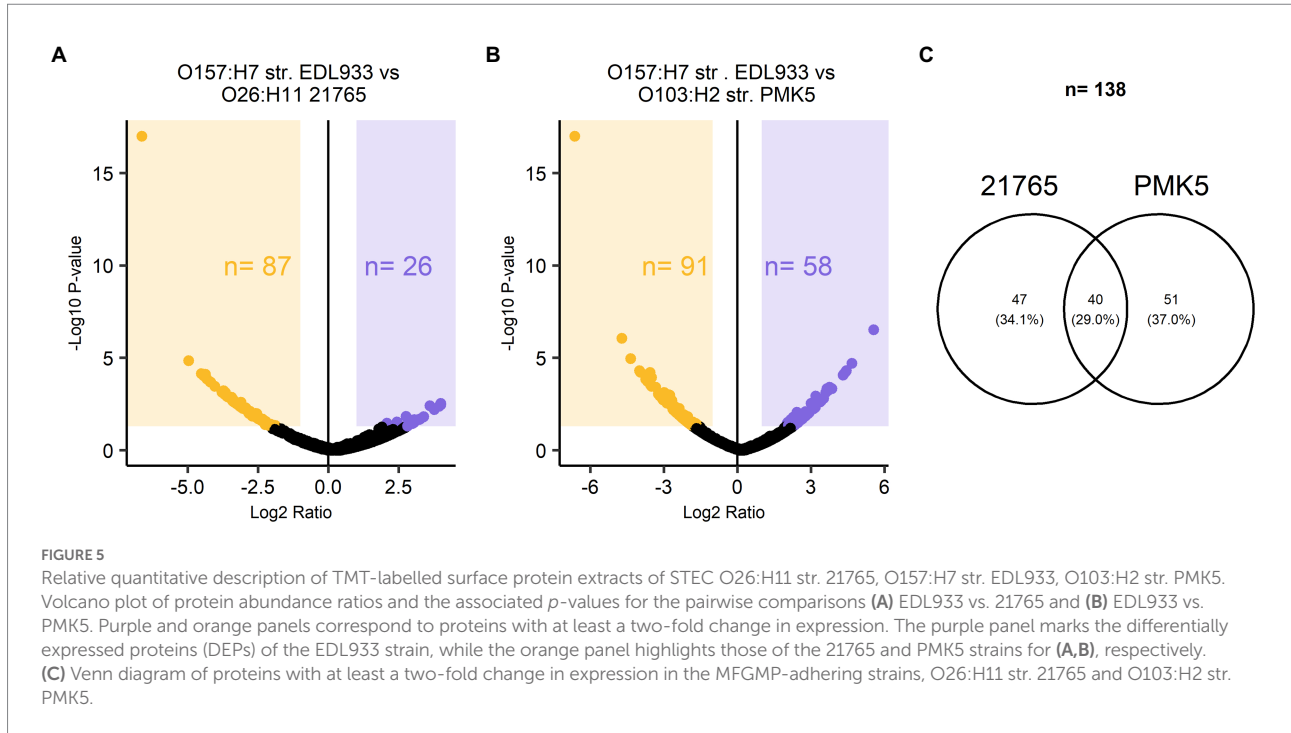 A
O157:H7 str. EDL933 vs
O26:H11 21765
-Log10 P-value
15
10
5
0
n= 87
n= 26
-5.0
-2.5
0.0
2.5
Log2 Ratio
B
O157:H7 str . EDL933 vs
O103:H2 str. PMK5
-Log10 P-value
15
10
5
0
n= 91
n= 58
-6
-3
0
3
6
Log2 Ratio
C
n= 138
21765
PMK5
47
(34.1%)
40
(29.0%)
51
(37.0%)
FIGURE 5
Relative quantitative description of TMT-labelled surface protein extracts of STEC O26:H11 str. 21765, O157:H7 str. EDL933, O103:H2 str. PMK5.
Volcano plot of protein abundance ratios and the associated p-values for the pairwise comparisons (A) EDL933 vs. 21765 and (B) EDL933 vs.
PMK5. Purple and orange panels correspond to proteins with at least a two-fold change in expression. The purple panel marks the differentially
expressed proteins (DEPs) of the EDL933 strain, while the orange panel highlights those of the 21765 and PMK5 strains for (A,B), respectively.
(C) Venn diagram of proteins with at least a two-fold change in expression in the MFGMP-adhering strains, O26:H11 str. 21765 and O103:H2 str.
PMK5.